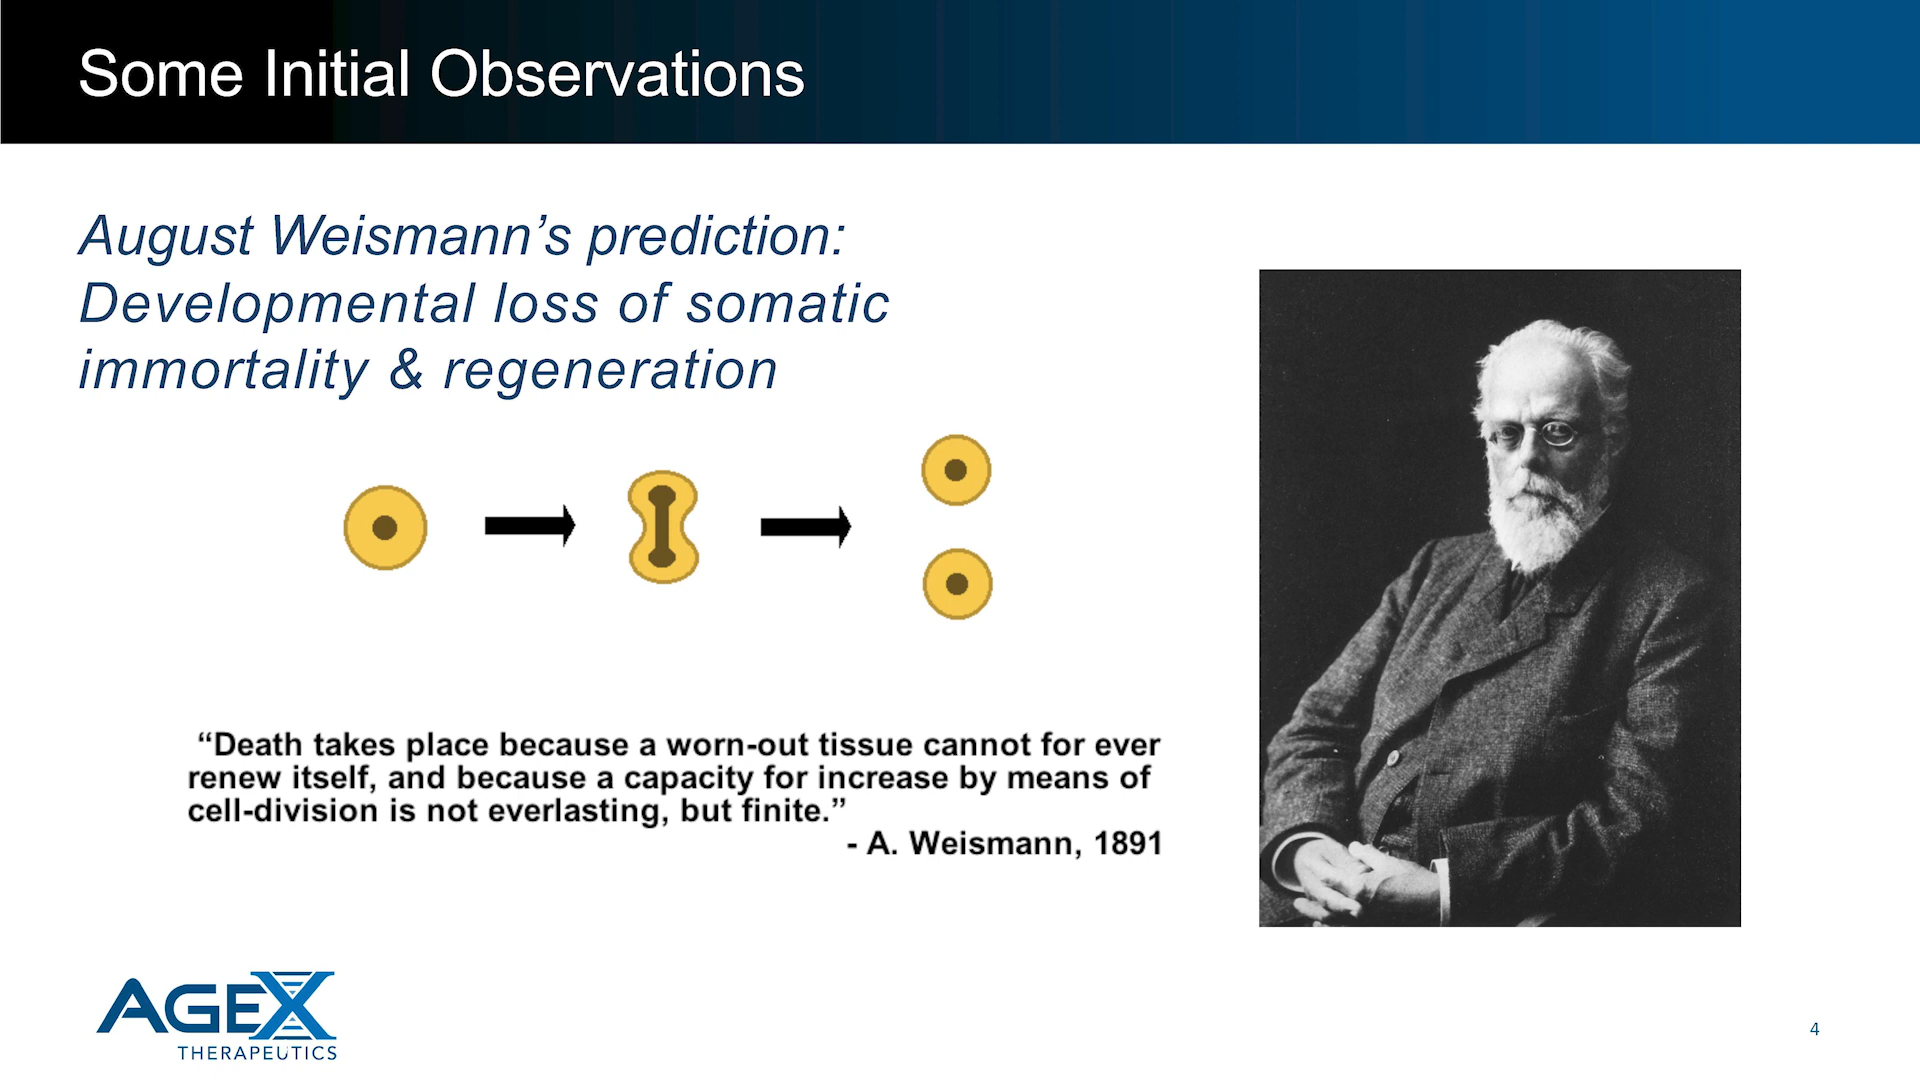 Some Initial Observations
August Weismann’s prediction:
Developmental loss of somatic
immortality & regeneration
“Death takes place because a worn-out tissue cannot for ever
renew itself, and because a capacity for increase by means of
cell-division is not everlasting, but finite.”
- A. Weismann, 1891
AGEX
THERAPEUTICS
4